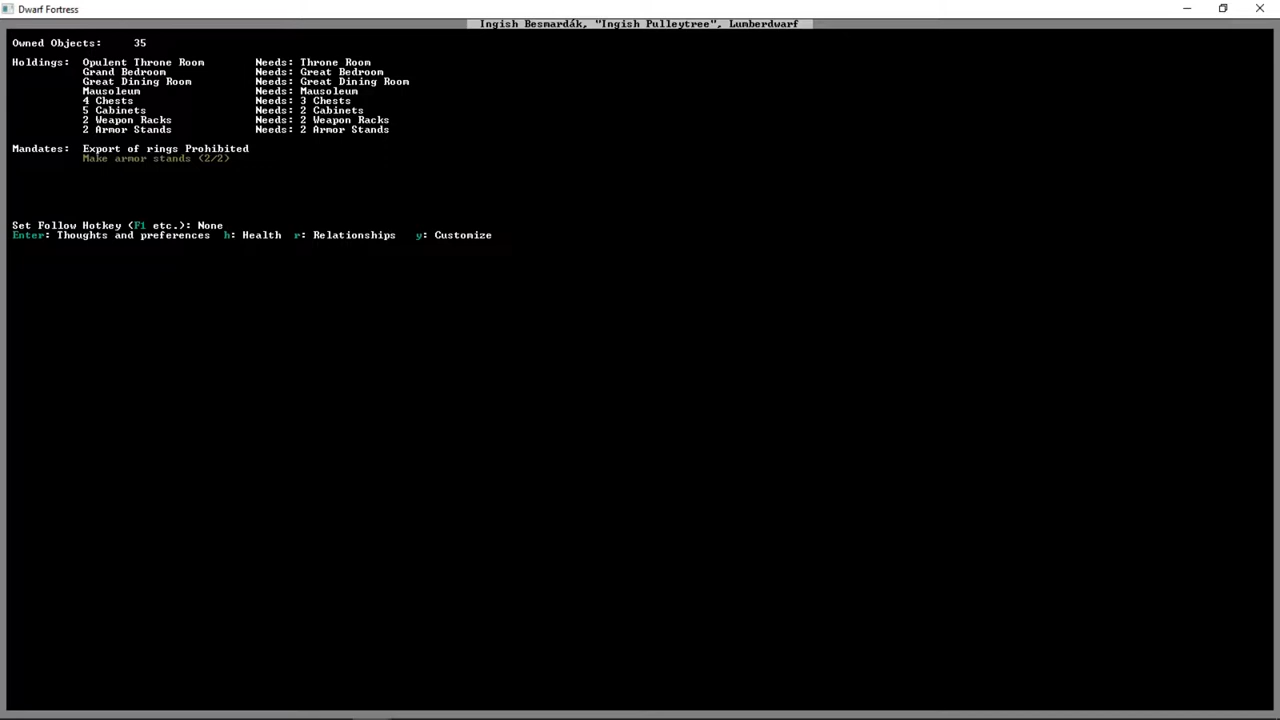 Dwarf Fortress
Ingish Besmardák, "Ingish Pulleytree", Lumberdwarf
Owned Objects: 35
Holdings: Opulent Throne Room Needs: Throne Room
Grand Bedroom Needs: Great Bedroom
Great Dining Room Needs: Great Dining Room
Mausoleum Needs: Mausoleum
4 Chests Needs: 3 Chests
5 Cabinets Needs: 2 Cabinets
2 Weapon Racks Needs: 2 Weapon Racks
2 Armor Stands Needs: 2 Armor Stands
Mandates: Export of rings Prohibited
Make armor stands (2/2)
Set Follow Hotkey (F1 etc.): None
Enter: Thoughts and preferences h: Health r: Relationships y: Customize